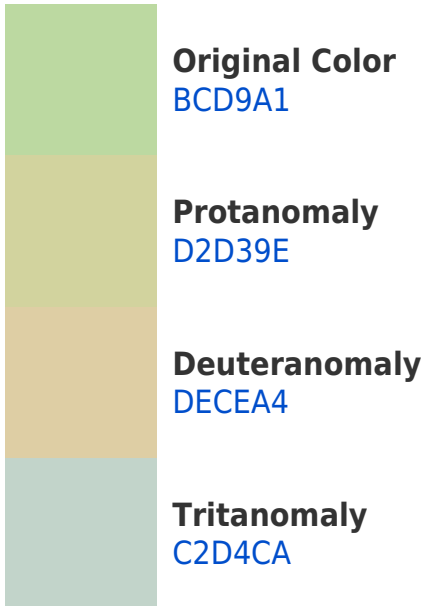 Original Color
BCD9A1
Protanomaly
D2D39E
Deuteranomaly
DECEA4
Tritanomaly
C2D4CA